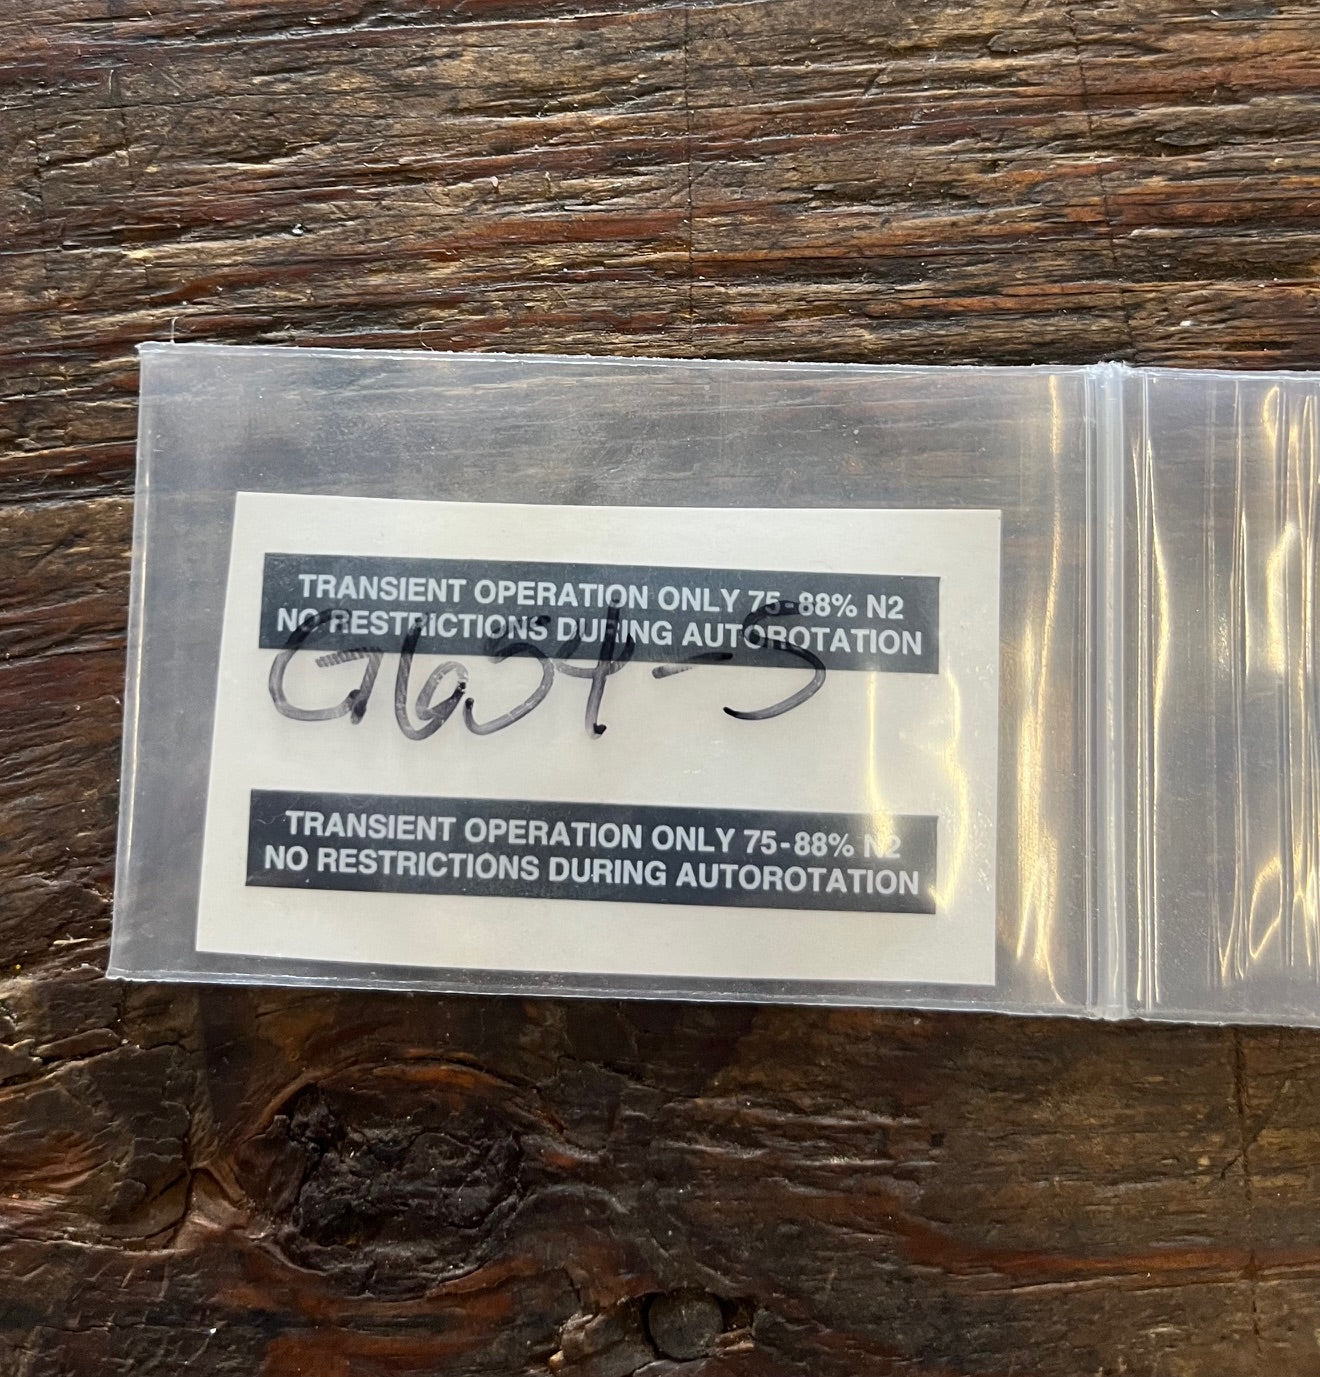 TRANSIENT OPERATION ONLY 75-88% N2
NO RESTRICTIONS DURING AUTOROTATION
G1654-S
TRANSIENT OPERATION ONLY 75-88% N2
NO RESTRICTIONS DURING AUTOROTATION